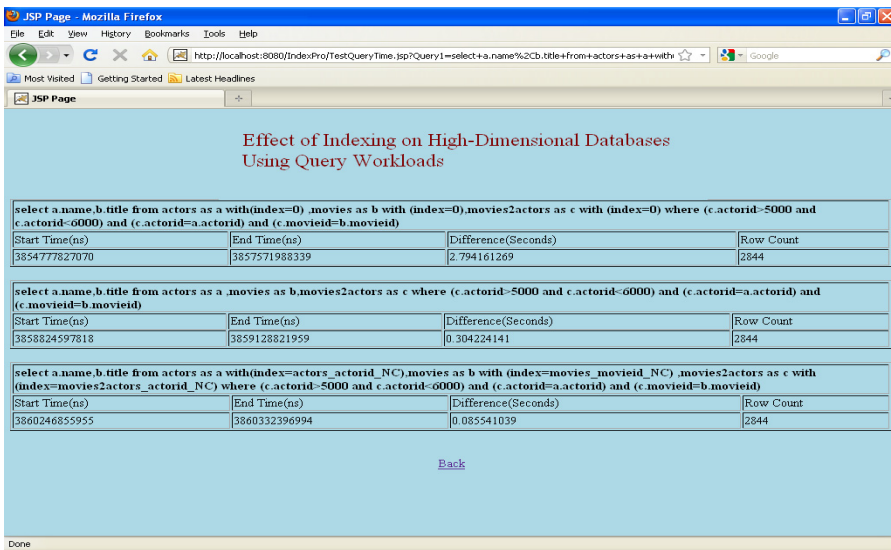 JSP Page - Mozilla Firefox
File Edit View History Bookmarks Tools Help
http://localhost:8080/IndexPro/TestQueryTime.jsp?Query1=select+a.name%2Cb.title+from+actors+as+a+with
Google
Most Visited Getting Started Latest Headlines
JSP Page
Effect of Indexing on High-Dimensional Databases
Using Query Workloads
select a.name,b.title from actors as a with(index=0) ,movies as b with (index=0),movies2actors as c with (index=0) where (c.actorid>5000 and
c.actorid<6000) and (c.actorid=a.actorid) and (c.movieid=b.movieid)
Start Time(ns) End Time(ns) Difference(Seconds) Row Count
3854777827070 3857571988339 2.794161269 2844
select a.name,b.title from actors as a ,movies as b,movies2actors as c where (c.actorid>5000 and c.actorid<6000) and (c.actorid=a.actorid) and
(c.movieid=b.movieid)
Start Time(ns) End Time(ns) Difference(Seconds) Row Count
3858824597818 3859128821959 0.304224141 2844
select a.name,b.title from actors as a with(index=actors_actorid_NC),movies as b with (index=movies_movieid_NC) ,movies2actors as c with
(index=movies2actors_actorid_NC) where (c.actorid>5000 and c.actorid<6000) and (c.actorid=a.actorid) and (c.movieid=b.movieid)
Start Time(ns) End Time(ns) Difference(Seconds) Row Count
3860246855955 3860332396994 0.085541039 2844
Back
Done